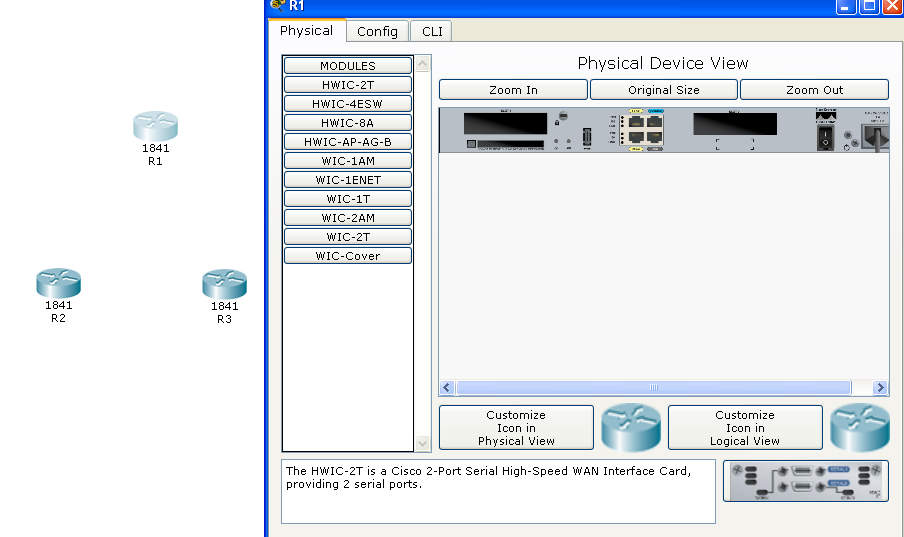 R1
Physical
Config
CLI
MODULES
HWIC-2T
HWIC-4ESW
HWIC-8A
HWIC-AP-AG-B
WIC-1AM
WIC-1ENET
WIC-1T
WIC-2AM
WIC-2T
WIC-Cover
Physical Device View
Zoom In
Original Size
Zoom Out
1841
R1
1841
R2
1841
R3
Customize
Icon in
Physical View
Customize
Icon in
Logical View
The HWIC-2T is a Cisco 2-Port Serial High-Speed WAN Interface Card,
providing 2 serial ports.